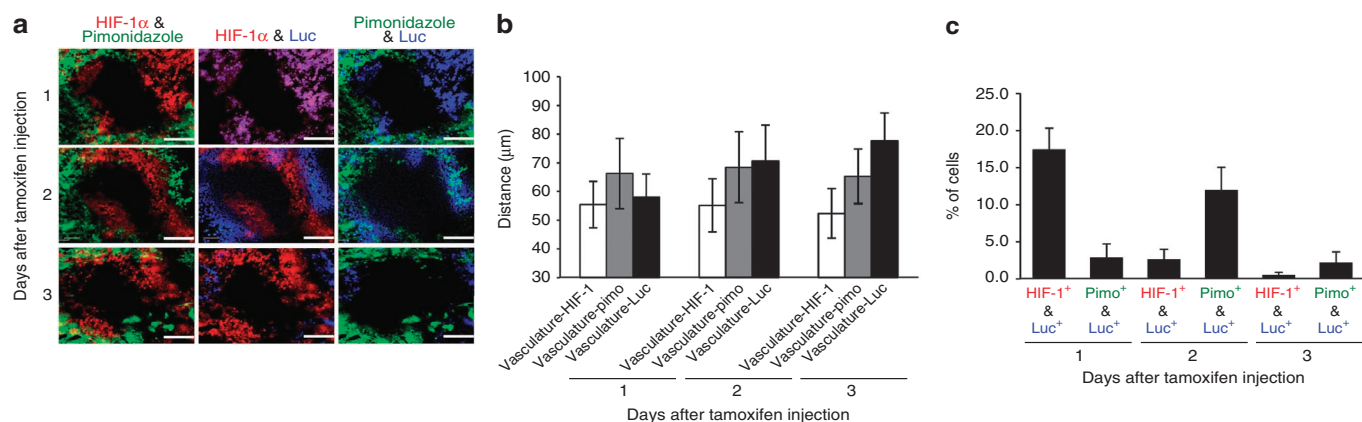 a
HIF-1α &
Pimonidazole
HIF-1α & Luc
Pimonidazole
& Luc
Days after tamoxifen injection
1
2
3
b
Distance (μm)
100
90
80
70
60
50
40
30
Vasculature-HIF-1
Vasculature-pimo
Vasculature-Luc
Vasculature-HIF-1
Vasculature-pimo
Vasculature-Luc
Vasculature-HIF-1
Vasculature-pimo
Vasculature-Luc
1 2 3
Days after tamoxifen injection
c
% of cells
25.0
20.0
15.0
10.0
5.0
0.0
HIF-1⁺ Pimo⁺ HIF-1⁺ Pimo⁺ HIF-1⁺ Pimo⁺
& & & & & &
Luc⁺ Luc⁺ Luc⁺ Luc⁺ Luc⁺ Luc⁺
1 2 3
Days after tamoxifen injection